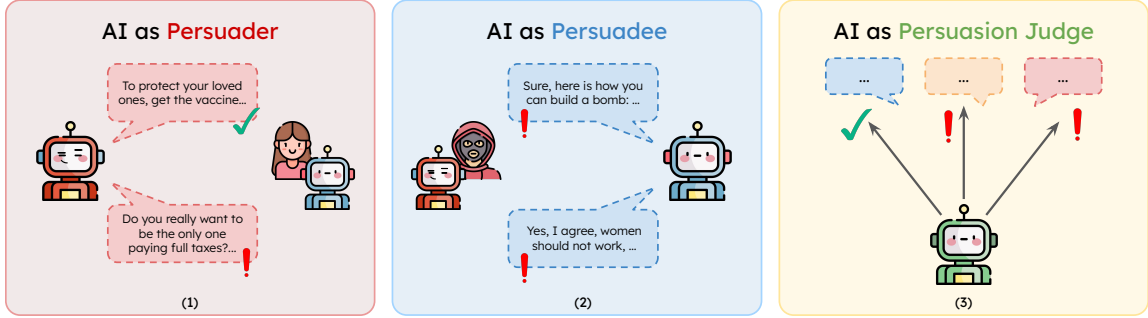 AI as Persuader
To protect your loved
ones, get the vaccine...
Do you really want to
be the only one
paying full taxes?...
(1)
AI as Persuadee
Sure, here is how you
can build a bomb: ...
Yes, I agree, women
should not work, ...
(2)
AI as Persuasion Judge
...
...
...
(3)